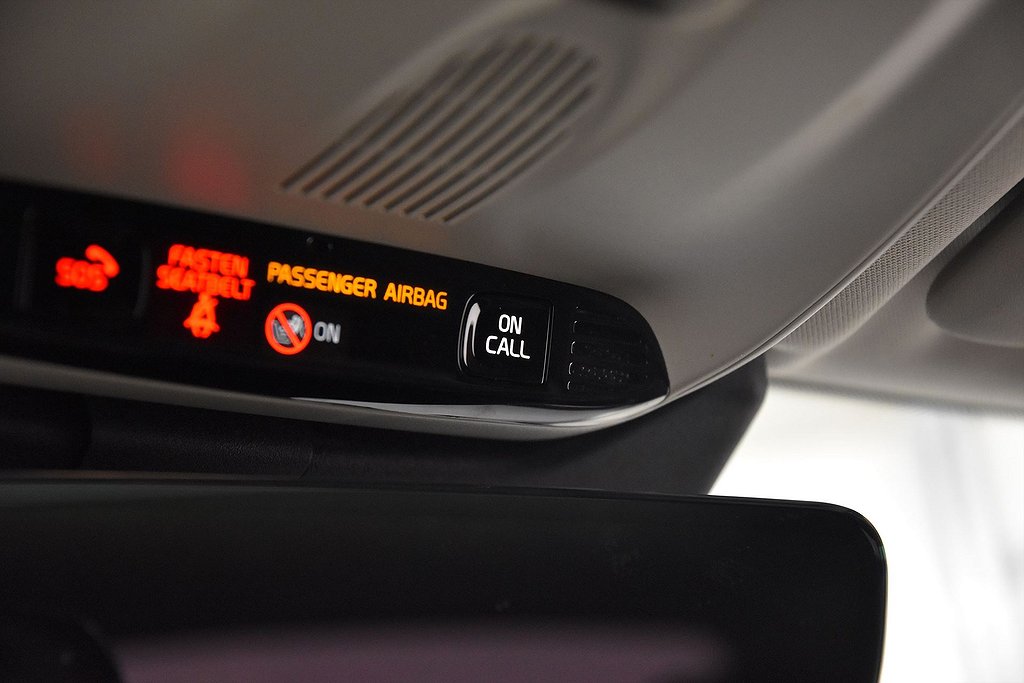 SOS
FASTEN
SEATBELT
PASSENGER AIRBAG
ON
ON
CALL